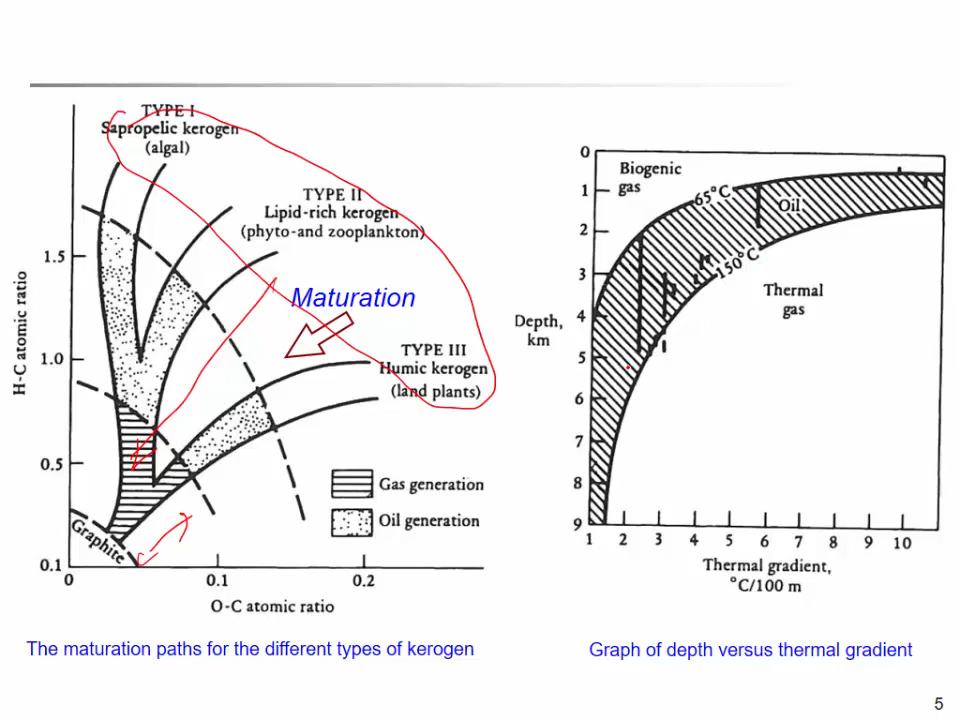 TYPE I
Sapropelic kerogen
(algal)
TYPE II
Lipid-rich kerogen
(phyto-and zooplankton)
Maturation
TYPE III
Humic kerogen
(land plants)
H-C atomic ratio
1.5
1.0
0.5
0.1
Graphite
Gas generation
Oil generation
0
0.1
0.2
O-C atomic ratio
The maturation paths for the different types of kerogen
Depth,
km
0
1
2
3
4
5
6
7
8
9
Biogenic
gas
65°C
Oil
150°C
Thermal
gas
1 2 3 4 5 6 7 8 9 10
Thermal gradient,
°C/100 m
Graph of depth versus thermal gradient
5